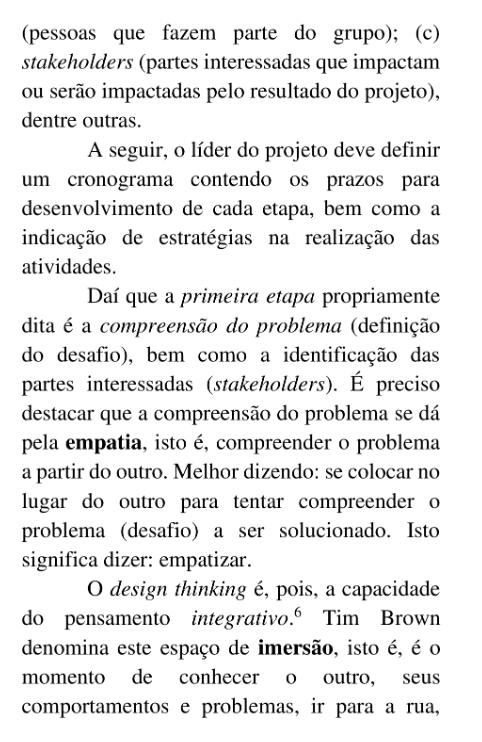 (pessoas que fazem parte do grupo); (c)
stakeholders (partes interessadas que impactam
ou serão impactadas pelo resultado do projeto),
dentre outras.
A seguir, o líder do projeto deve definir
um cronograma contendo os prazos para
desenvolvimento de cada etapa, bem como a
indicação de estratégias na realização das
atividades.
Daí que a primeira etapa propriamente
dita é a compreensão do problema (definição
do desafio), bem como a identificação das
partes interessadas (stakeholders). É preciso
destacar que a compreensão do problema se dá
pela empatia, isto é, compreender o problema
a partir do outro. Melhor dizendo: se colocar no
lugar do outro para tentar compreender o
problema (desafio) a ser solucionado. Isto
significa dizer: empatizar.
O design thinking é, pois, a capacidade
do pensamento integrativo.⁶ Tim Brown
denomina este espaço de imersão, isto é, é o
momento de conhecer o outro, seus
comportamentos e problemas, ir para a rua,